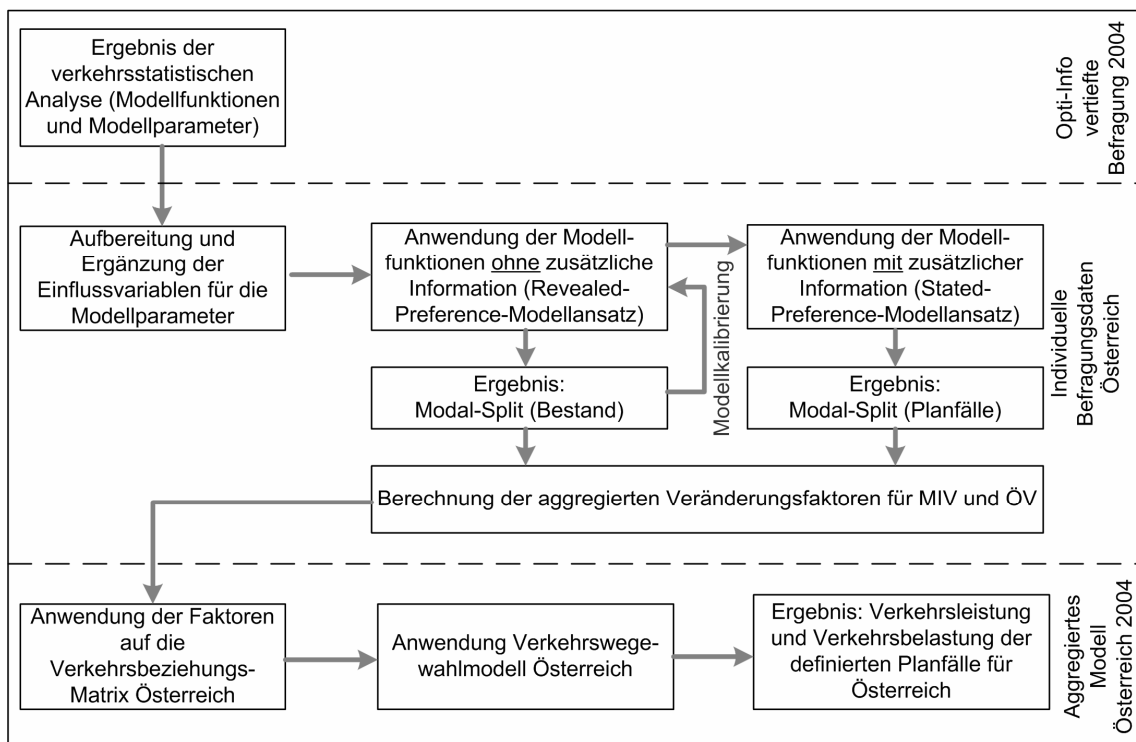 Ergebnis der
verkehrsstatistischen
Analyse (Modellfunktionen
und Modellparameter)
Opti-Info
vertiefte
Befragung 2004
Aufbereitung und
Ergänzung der
Einflussvariablen für die
Modellparameter
Anwendung der Modell-
funktionen ohne zusätzliche
Information (Revealed-
Preference-Modellansatz)
Modellkalibrierung
Anwendung der Modell-
funktionen mit zusätzlicher
Information (Stated-
Preference-Modellansatz)
Ergebnis:
Modal-Split (Bestand)
Ergebnis:
Modal-Split (Planfälle)
Berechnung der aggregierten Veränderungsfaktoren für MIV und ÖV
Individuelle
Befragungsdaten
Österreich
Anwendung der Faktoren
auf die
Verkehrsbeziehungs-
Matrix Österreich
Anwendung Verkehrswege-
wahlmodell Österreich
Ergebnis: Verkehrsleistung
und Verkehrsbelastung der
definierten Planfälle für
Österreich
Aggregiertes
Modell
Österreich 2004